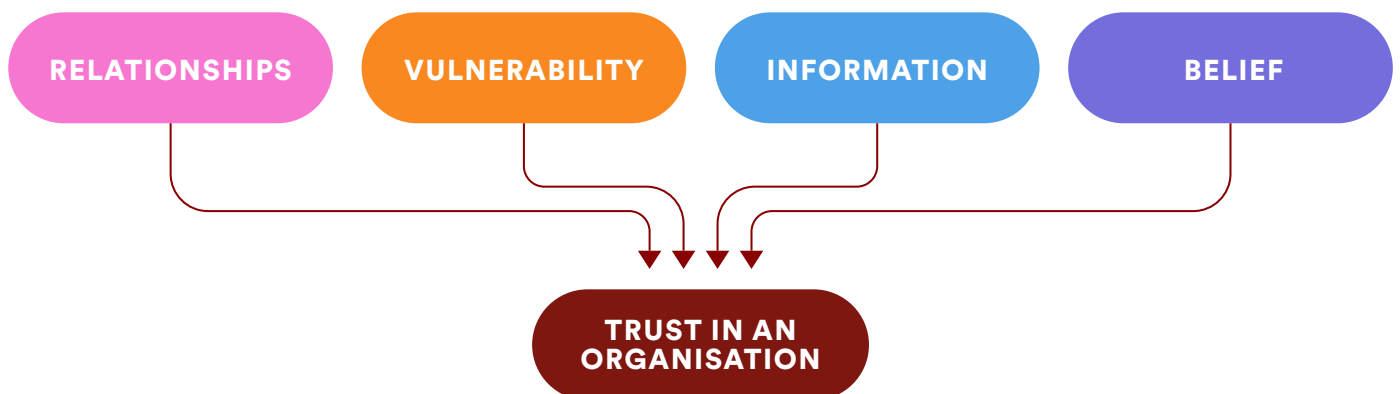 RELATIONSHIPS
VULNERABILITY
INFORMATION
BELIEF
TRUST IN AN
ORGANISATION